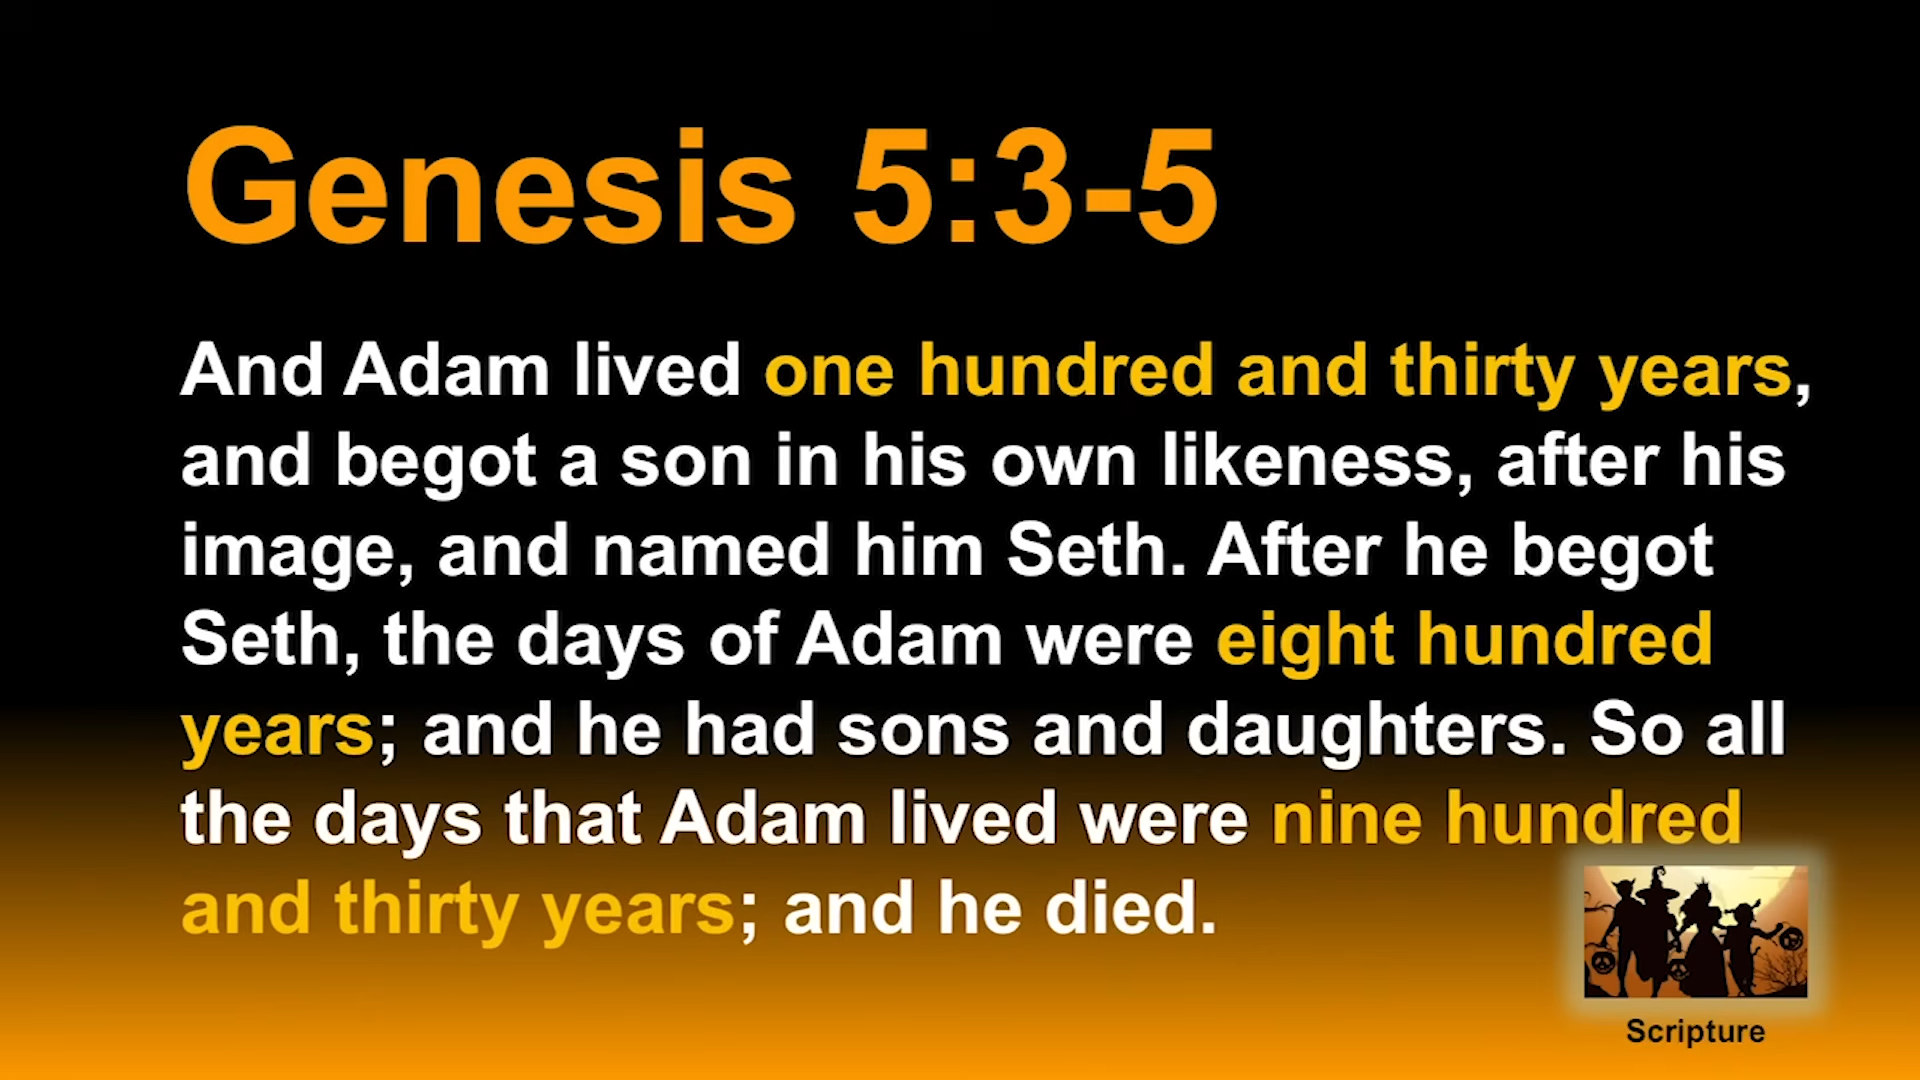 Genesis 5:3-5
And Adam lived one hundred and thirty years,
and begot a son in his own likeness, after his
image, and named him Seth. After he begot
Seth, the days of Adam were eight hundred
years; and he had sons and daughters. So all
the days that Adam lived were nine hundred
and thirty years; and he died.
Scripture